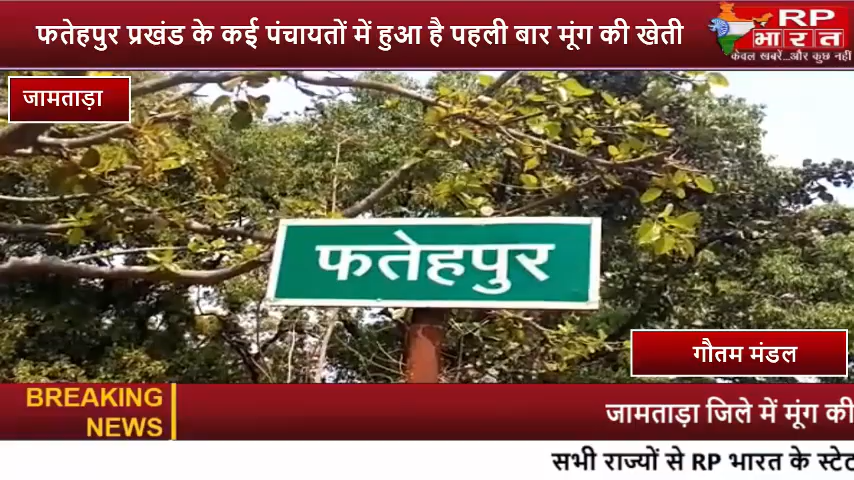 फतेहपुर प्रखंड के कई पंचायतों में हुआ है पहली बार मूंग की खेती
RP
भारत
केवल खबरें...और कुछ नहीं
जामताड़ा
फतेहपुर
गौतम मंडल
BREAKING
NEWS
जामताड़ा जिले में मूंग की
सभी राज्यों से RP भारत के स्टेट